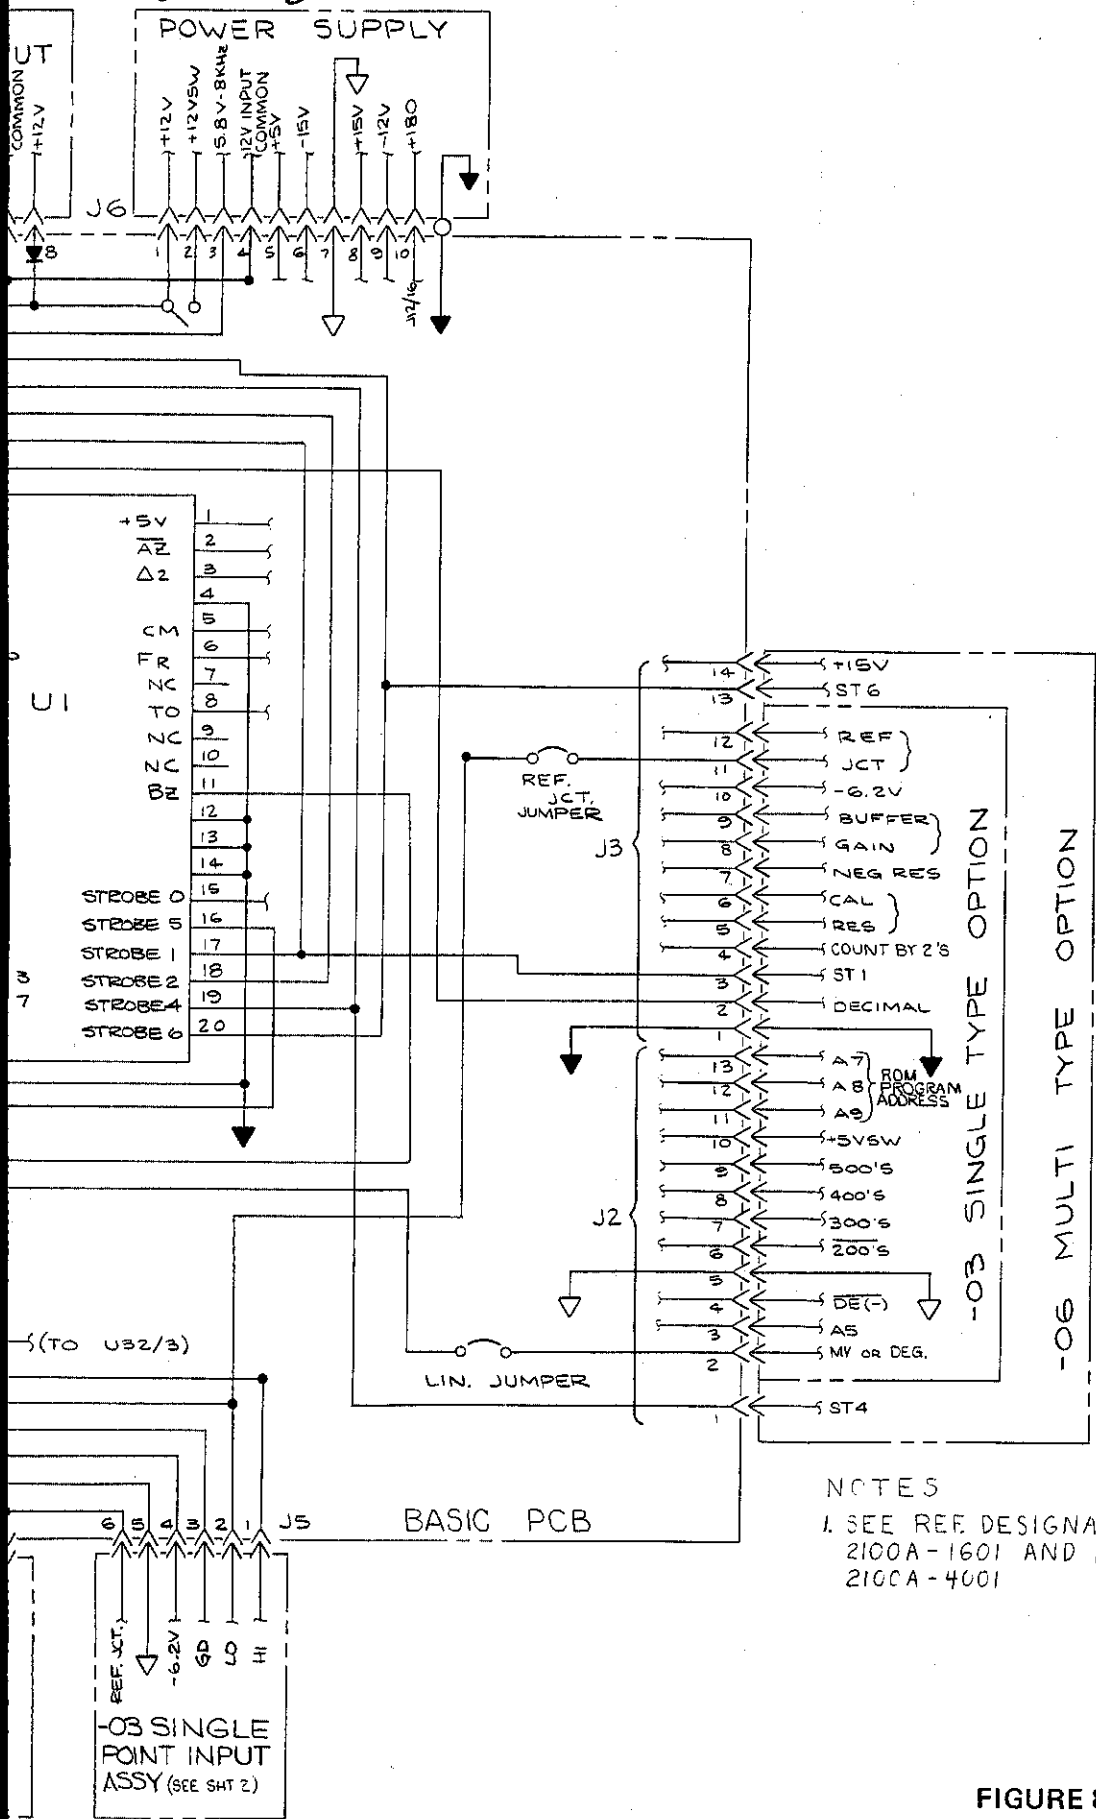 POWER SUPPLY
UT
COMMON
+12V
+12V
+12VSW
5.8V-8KHz
12V INPUT
COMMON
+5V
-15V
+15V
-12V
+180
J6
8
1 2 3 4 5 6 7 8 9 10
J12/16
U1
+5V 1
AZ 2
Δ2 3
4
CM 5
FR 6
NC 7
TO 8
NC 9
NC 10
BZ 11
12
13
14
STROBE 0 15
STROBE 5 16
STROBE 1 17
3 STROBE 2 18
7 STROBE 4 19
STROBE 6 20
REF.
JCT.
JUMPER
J3
14 +15V
13 ST6
12 REF
11 JCT
10 -6.2V
9 BUFFER
8 GAIN
7 NEG RES
6 CAL
5 RES
4 COUNT BY 2'S
3 ST1
2 DECIMAL
1
J2
13 A7
12 A8
11 A9
ROM
PROGRAM
ADDRESS
10 +5VSW
9 500'S
8 400'S
7 300'S
6 200'S
5
4 DE(-)
3 A5
2 MV OR DEG.
1 ST4
-03 SINGLE TYPE OPTION
-06 MULTI TYPE OPTION
(TO U32/3)
LIN. JUMPER
6 5 4 3 2 1 J5
BASIC PCB
REF. JCT.
-6.2V
GD
LO
HI
-03 SINGLE
POINT INPUT
ASSY (SEE SHT 2)
NOTES
1. SEE REF. DESIGNA
2100A-1601 AND
2100A-4001
FIGURE 8